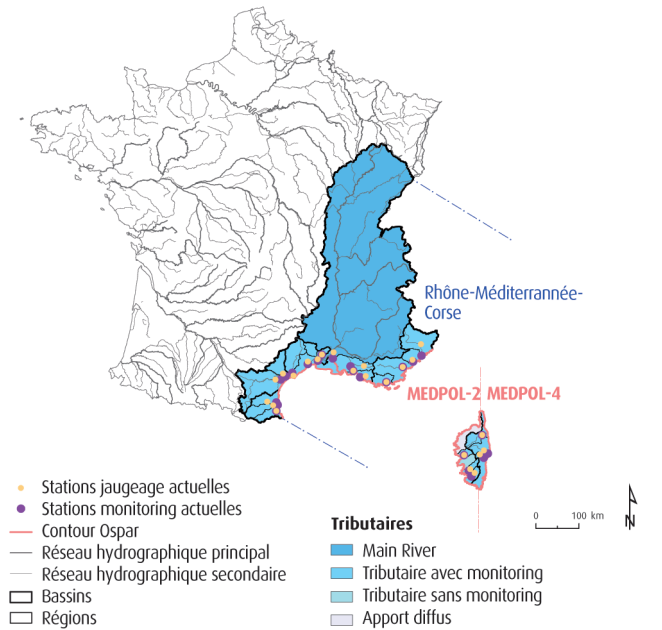 Rhône-Méditerrannée-
Corse
MEDPOL-2 MEDPOL-4
Stations jaugeage actuelles
Stations monitoring actuelles
Contour Ospar
Réseau hydrographique principal
Réseau hydrographique secondaire
Bassins
Régions
Tributaires
Main River
Tributaire avec monitoring
Tributaire sans monitoring
Apport diffus
0 100 km
N